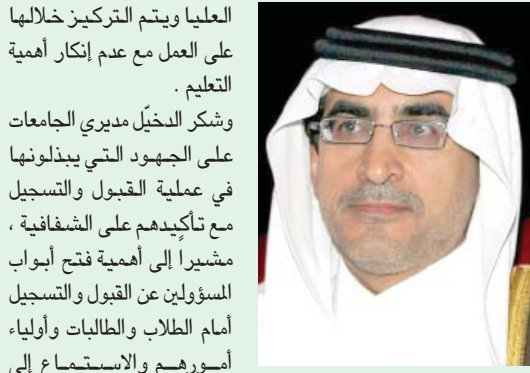 العليا ويتم التركيز خلالها
على العمل مع عدم إنكار أهمية
التعليم .
وشكر الدخيّل مديري الجامعات
على الجهود التي يبذلونها
في عملية القبول والتسجيل
مع تأكيدهم على الشفافية ،
مشيراً إلى أهمية فتح أبواب
المسؤولين عن القبول والتسجيل
أمام الطلاب والطالبات وأولياء
أمورهم والاستماع إلى